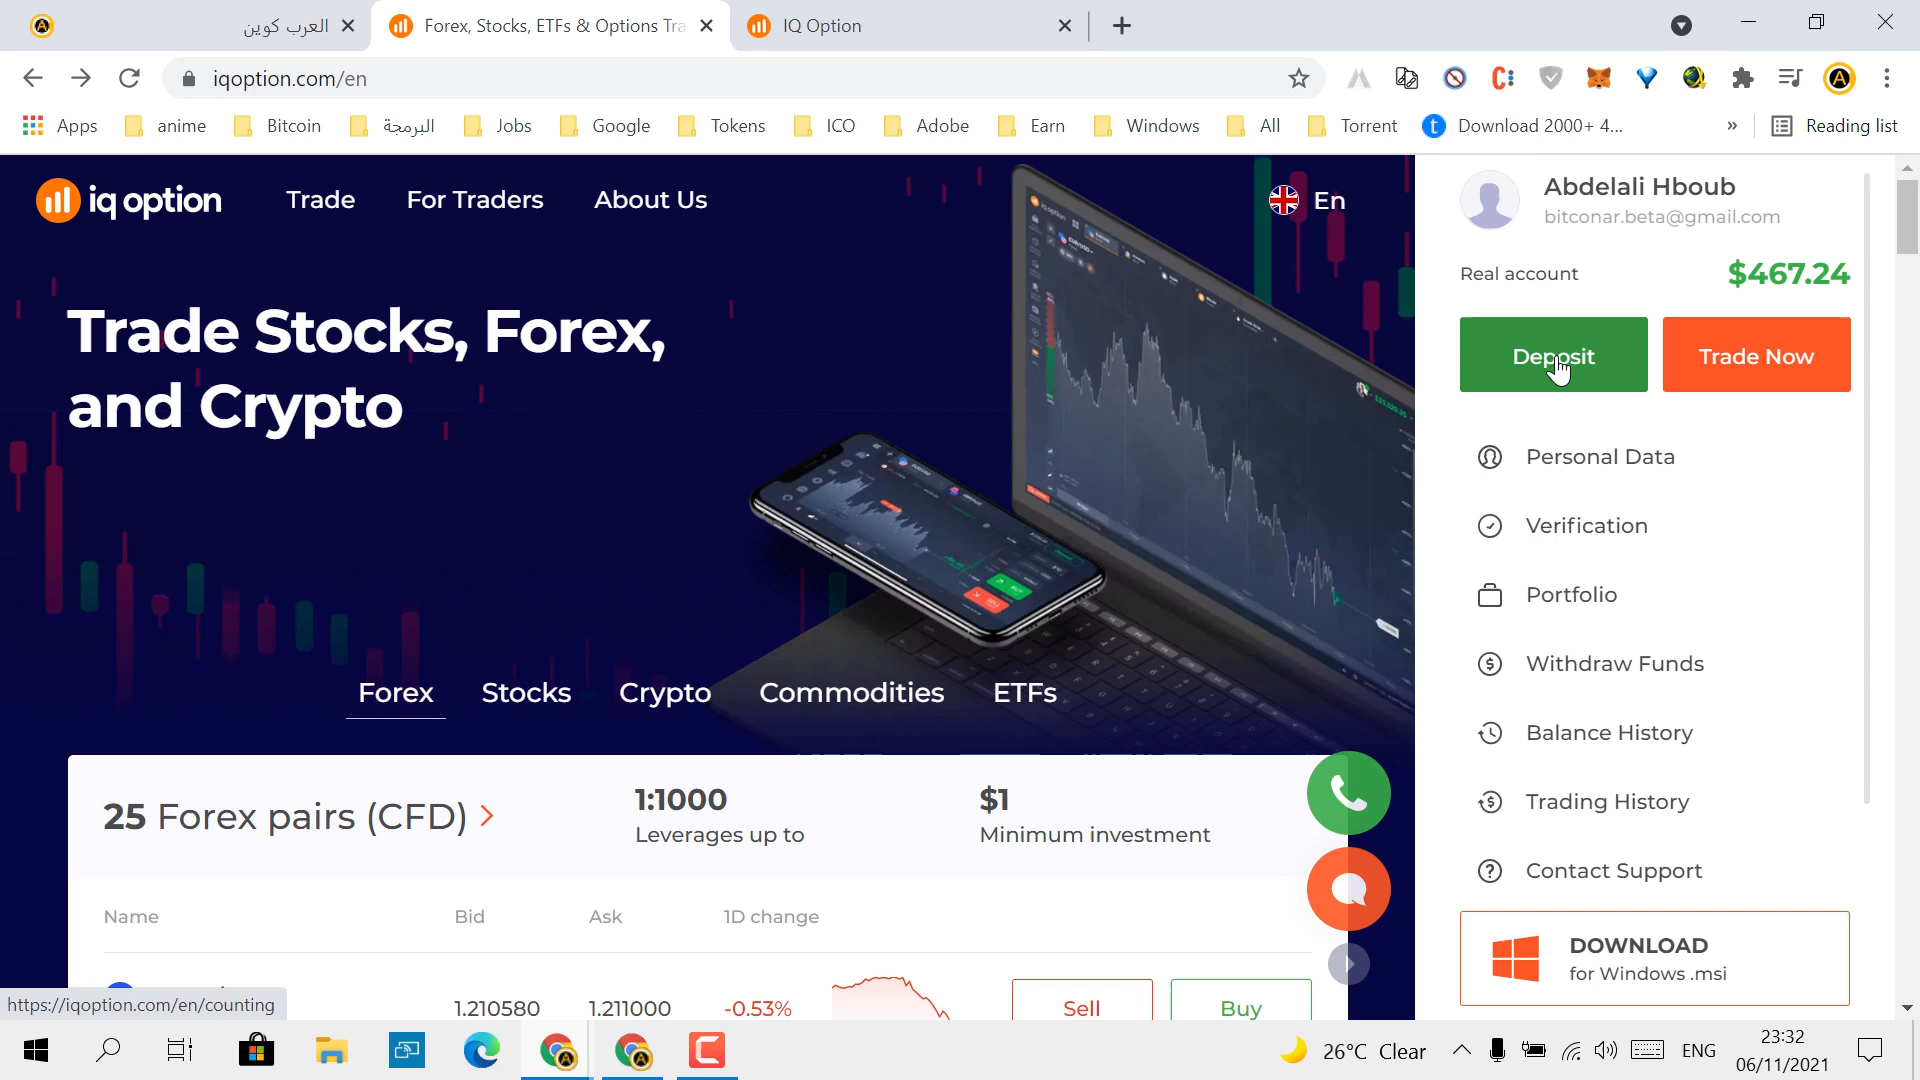 العرب كوين
Forex, Stocks, ETFs & Options Tra
IQ Option
iqoption.com/en
Apps
anime
Bitcoin
البرمجة
Jobs
Google
Tokens
ICO
Adobe
Earn
Windows
All
Torrent
Download 2000+ 4...
»
Reading list
iq option
Trade
For Traders
About Us
En
Trade Stocks, Forex,
and Crypto
Forex
Stocks
Crypto
Commodities
ETFs
25 Forex pairs (CFD)
1:1000
Leverages up to
$1
Minimum investment
Name
Bid
Ask
1D change
1.210580
1.211000
-0.53%
Sell
Buy
Abdelali Hboub
bitconar.beta@gmail.com
Real account
$467.24
Deposit
Trade Now
Personal Data
Verification
Portfolio
Withdraw Funds
Balance History
Trading History
Contact Support
DOWNLOAD
for Windows .msi
https://iqoption.com/en/counting
26°C Clear
ENG
23:32
06/11/2021